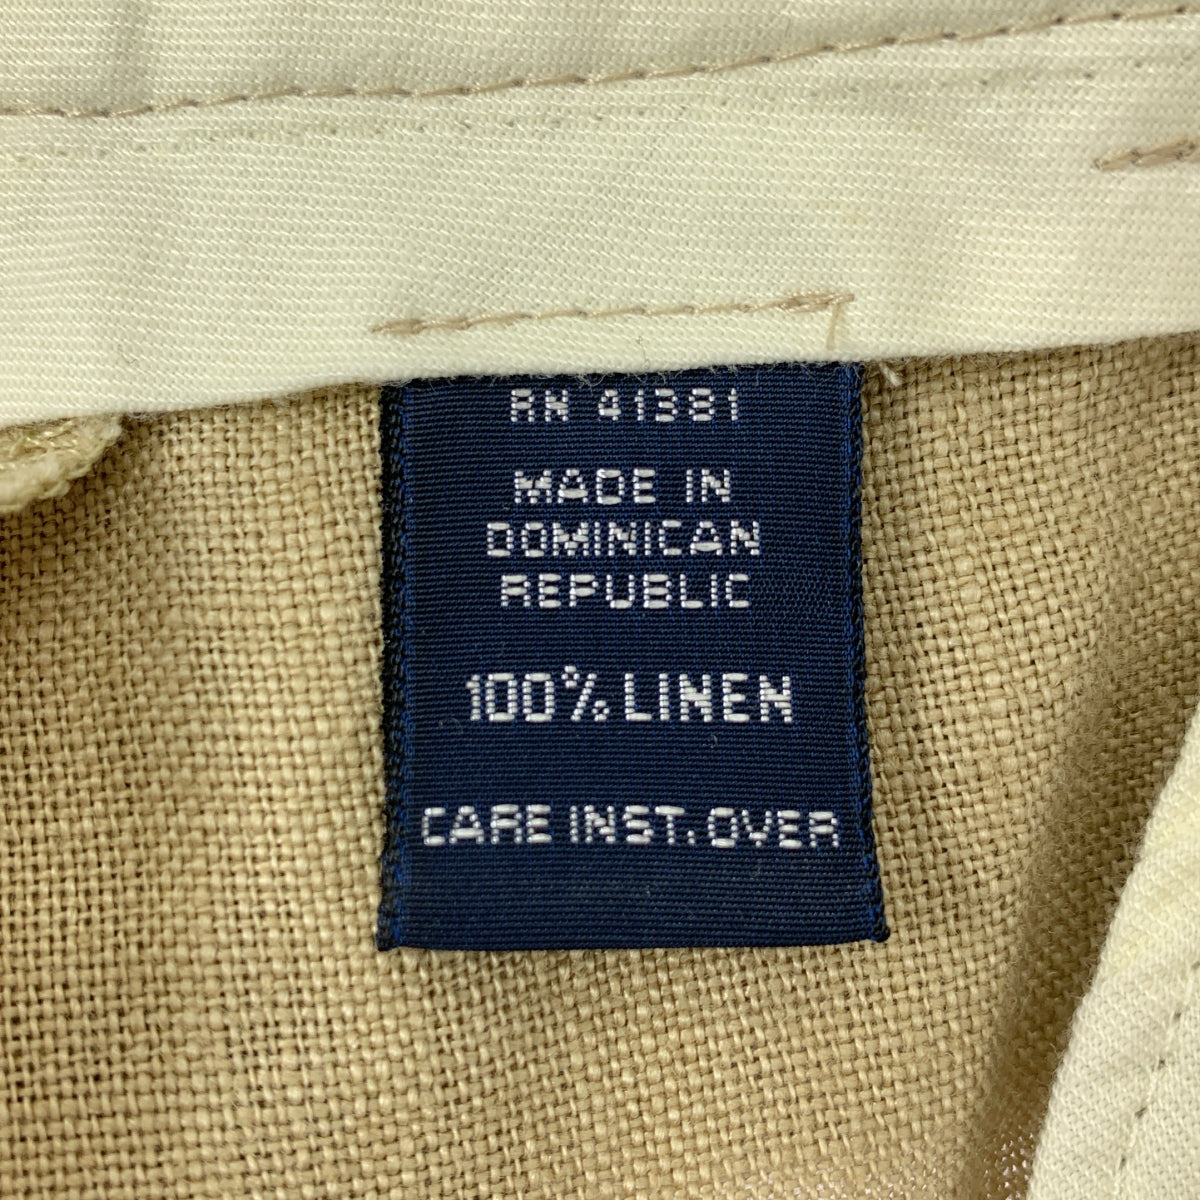 RN 41381
MADE IN
DOMINICAN
REPUBLIC
100% LINEN
CARE INST. OVER